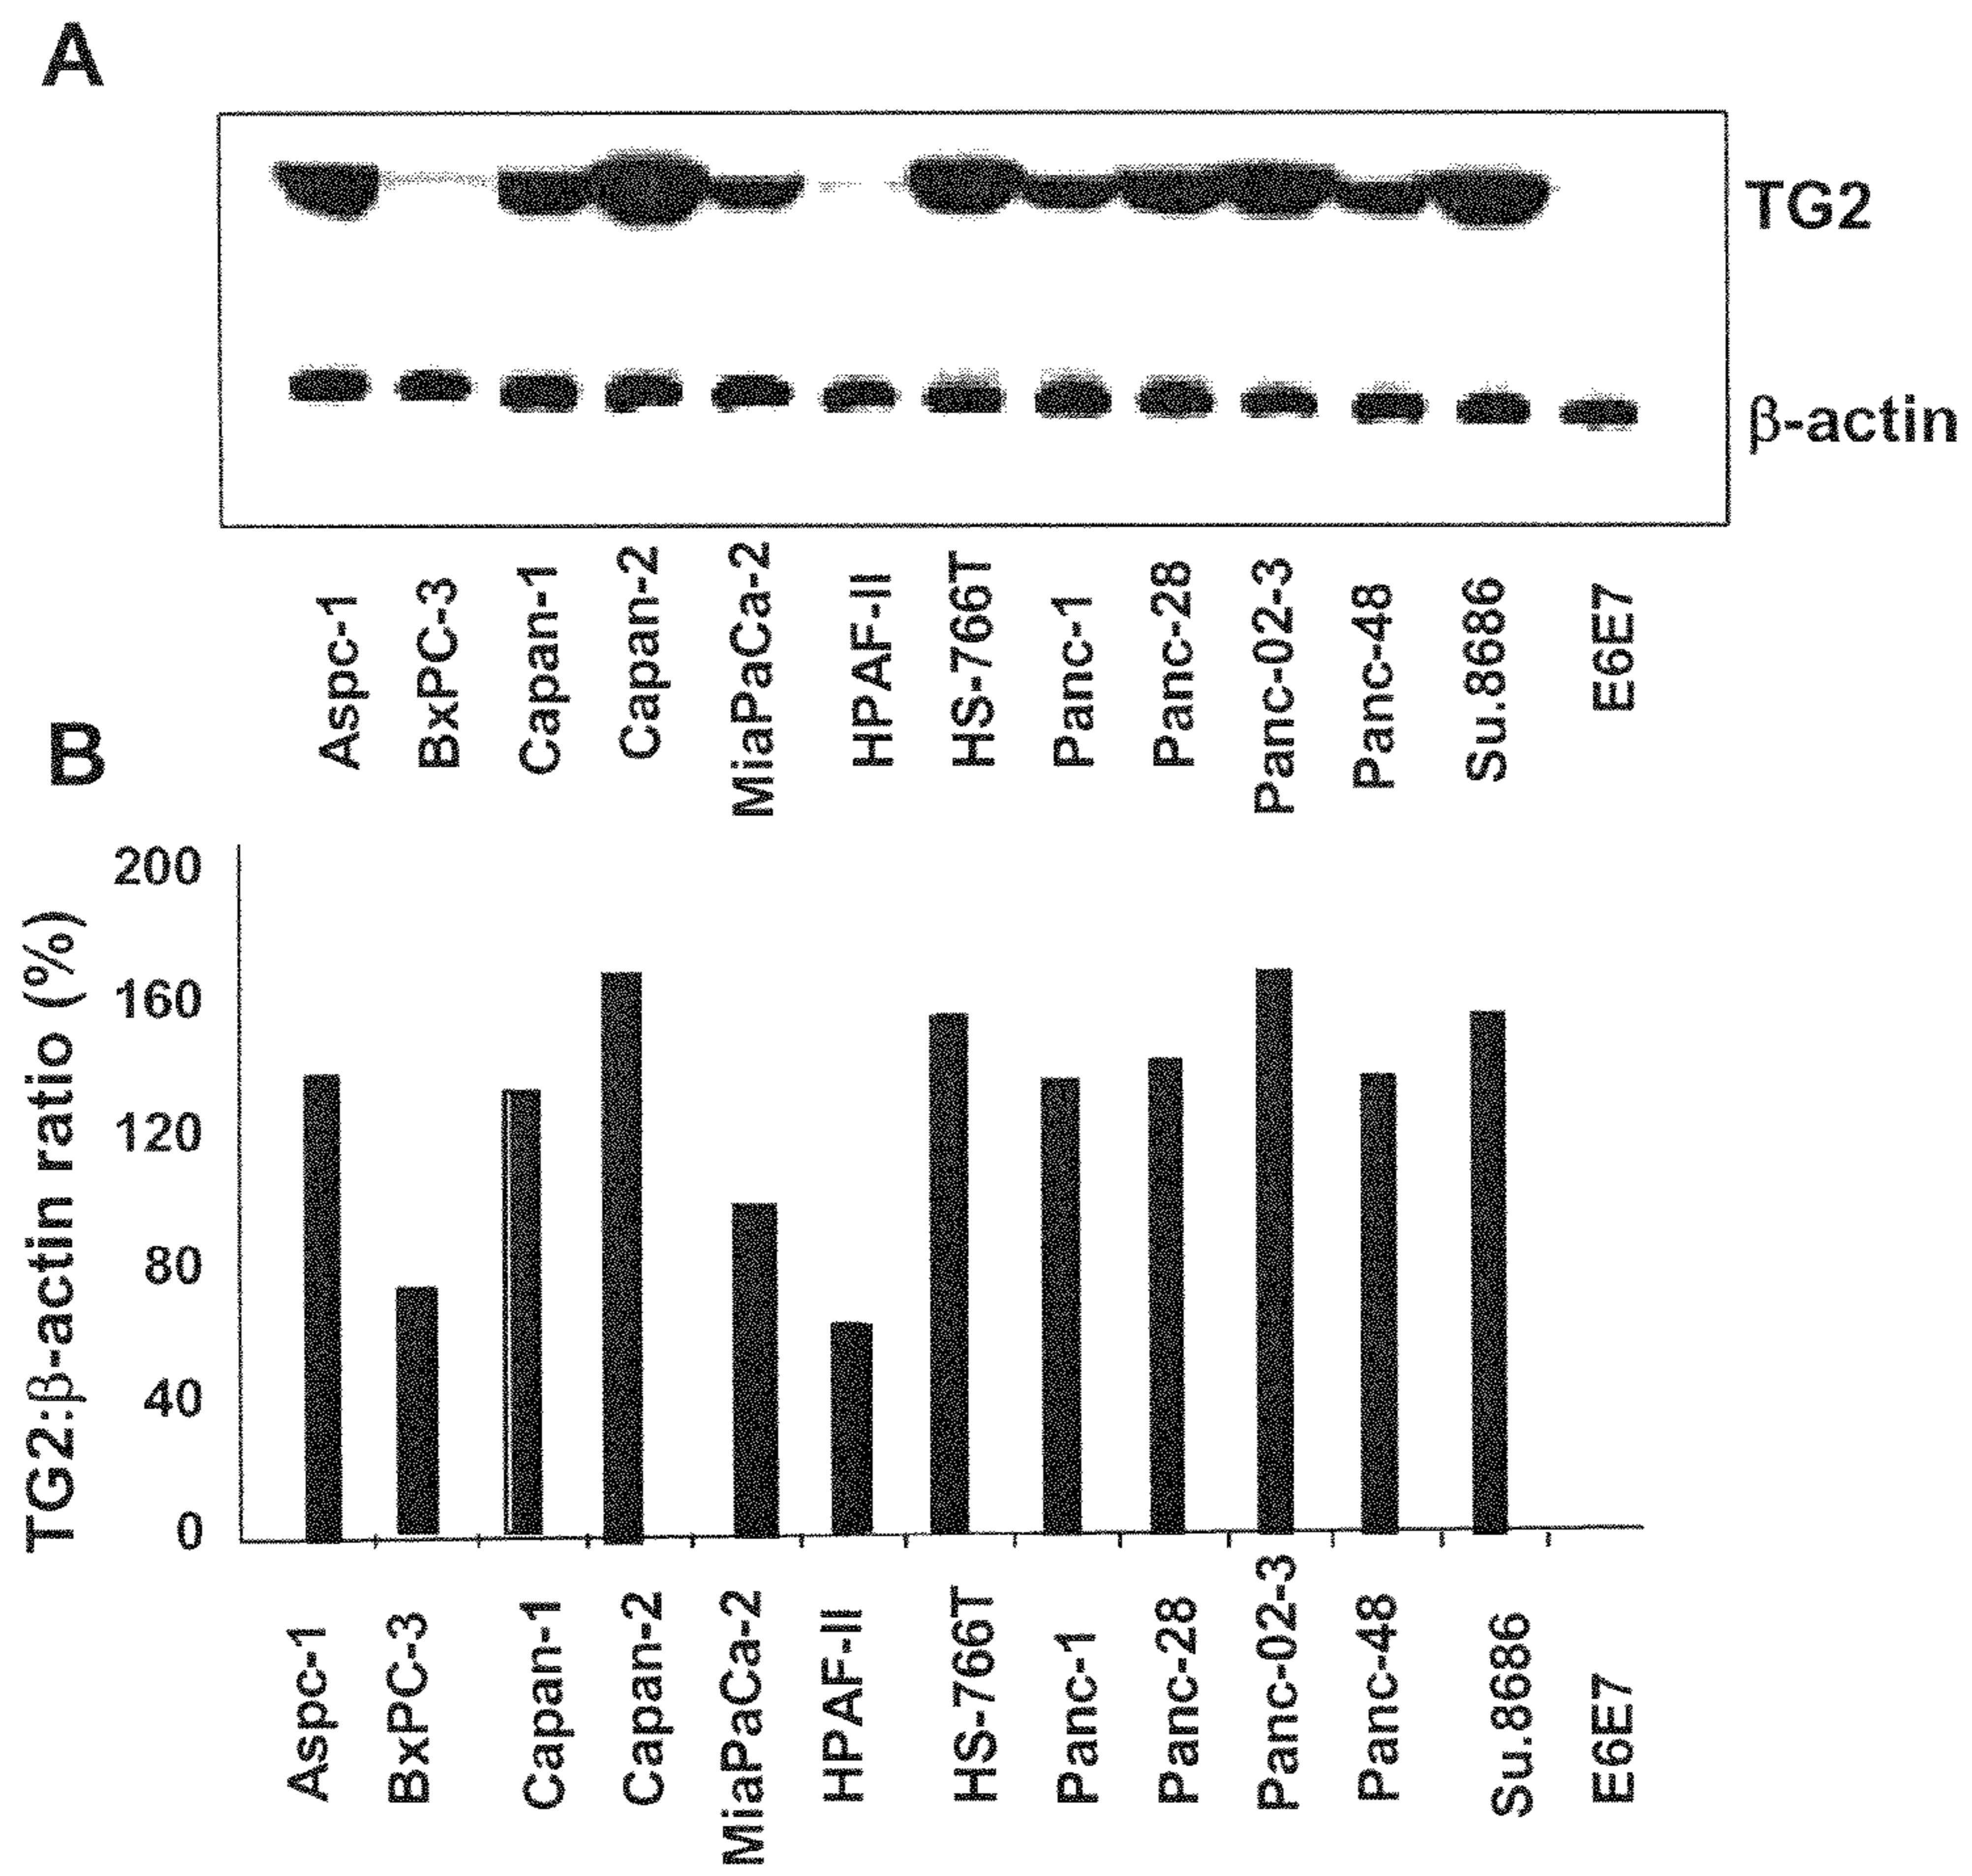 A
TG2
β-actin
Aspc-1
BxPC-3
Capan-1
Capan-2
MiaPaCa-2
HPAF-II
HS-766T
Panc-1
Panc-28
Panc-02-3
Panc-48
Su.8686
E6E7
B
TG2:β-actin ratio (%)
200
160
120
80
40
0
Aspc-1
BxPC-3
Capan-1
Capan-2
MiaPaCa-2
HPAF-II
HS-766T
Panc-1
Panc-28
Panc-02-3
Panc-48
Su.8686
E6E7